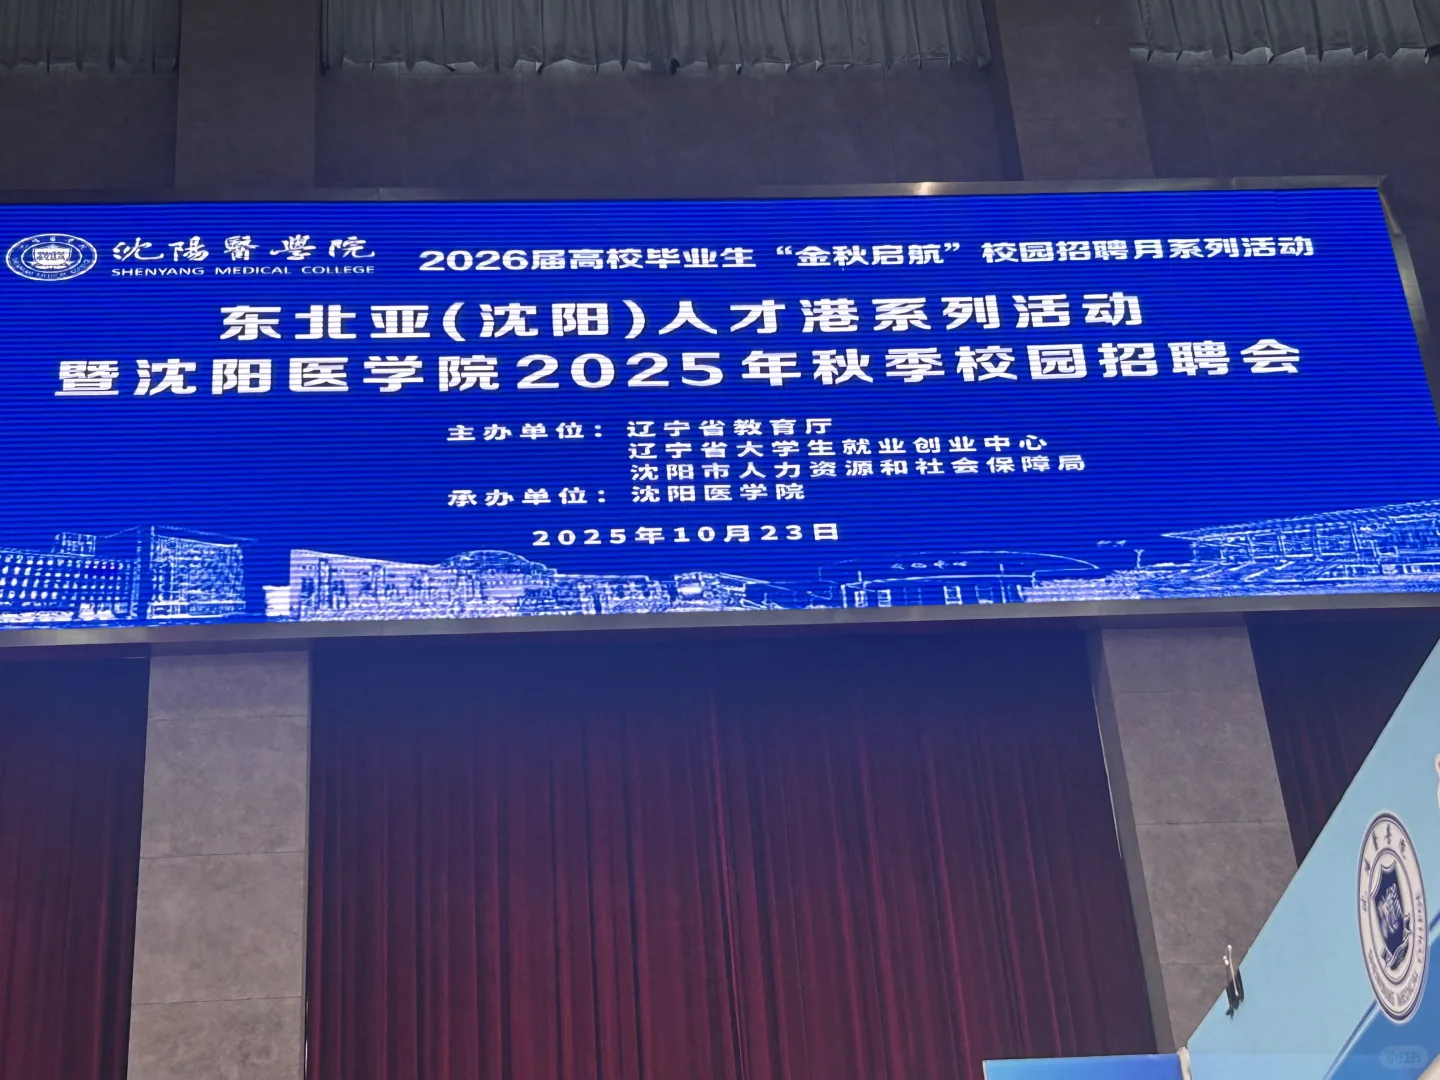 沈陽醫學院
SHENYANG MEDICAL COLLEGE
2026届高校毕业生“金秋启航”校园招聘月系列活动
东北亚(沈阳)人才港系列活动
暨沈阳医学院2025年秋季校园招聘会
主办单位：辽宁省教育厅
辽宁省大学生就业创业中心
沈阳市人力资源和社会保障局
承办单位：沈阳医学院
2025年10月23日
小红书